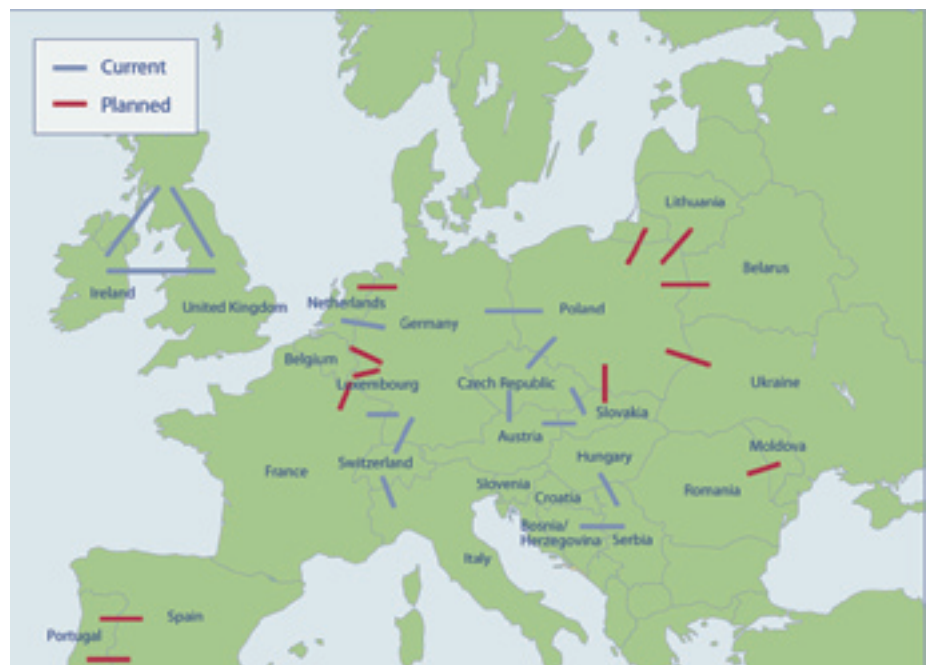 Current
Planned
Lithuania
Belarus
Ireland
United Kingdom
Netherlands
Germany
Poland
Belgium
Luxembourg
Czech Republic
Ukraine
Slovakia
Austria
Moldova
France
Switzerland
Hungary
Slovenia
Croatia
Romania
Bosnia/
Herzegovina
Serbia
Italy
Spain
Portugal